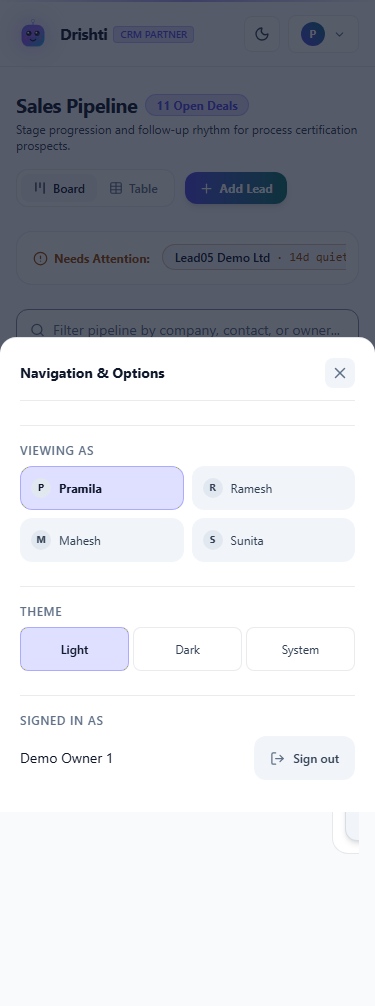 Drishti CRM PARTNER P
Sales Pipeline 11 Open Deals
Stage progression and follow-up rhythm for process certification
prospects.
Board Table + Add Lead
Needs Attention: Lead05 Demo Ltd · 14d quiet
Filter pipeline by company, contact, or owner...
Navigation & Options
VIEWING AS
P Pramila
R Ramesh
M Mahesh
S Sunita
THEME
Light Dark System
SIGNED IN AS
Demo Owner 1 Sign out